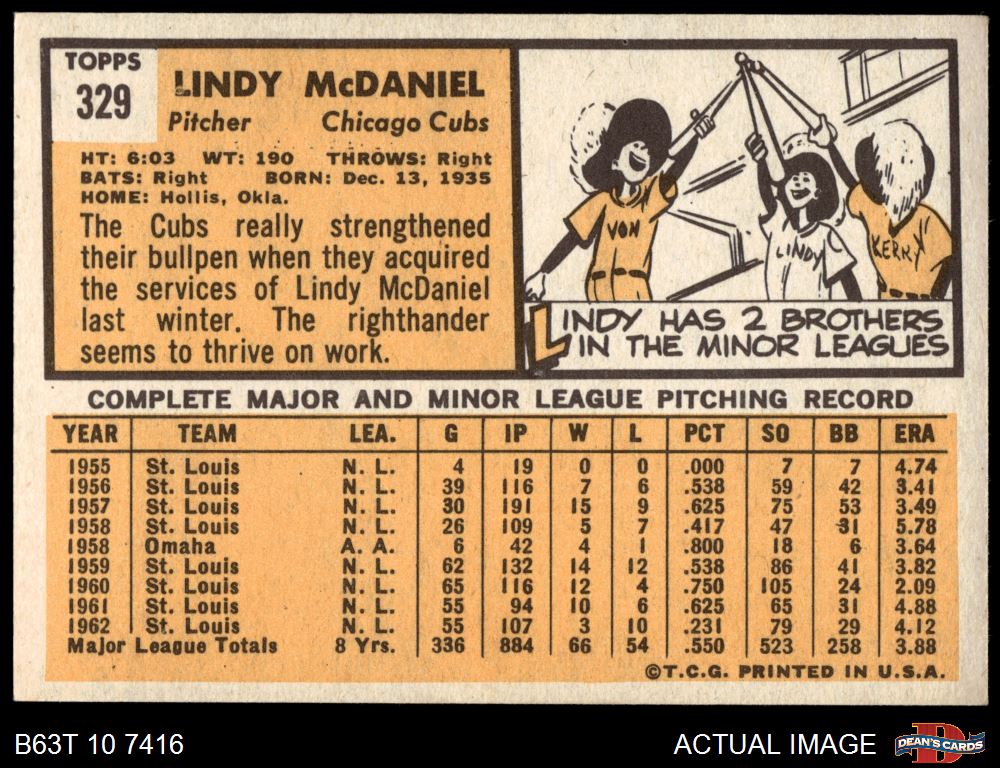 TOPPS
329
LINDY McDANIEL
Pitcher Chicago Cubs
HT: 6:03 WT: 190 THROWS: Right
BATS: Right BORN: Dec. 13, 1935
HOME: Hollis, Okla.
The Cubs really strengthened
their bullpen when they acquired
the services of Lindy McDaniel
last winter. The righthander
seems to thrive on work.
VON
LINDY
KERRY
LINDY HAS 2 BROTHERS
IN THE MINOR LEAGUES
COMPLETE MAJOR AND MINOR LEAGUE PITCHING RECORD
YEAR TEAM LEA. G IP W L PCT SO BB ERA
1955 St. Louis N. L. 4 19 0 0 .000 7 7 4.74
1956 St. Louis N. L. 39 116 7 6 .538 59 42 3.41
1957 St. Louis N. L. 30 191 15 9 .625 75 53 3.49
1958 St. Louis N. L. 26 109 5 7 .417 47 31 5.78
1958 Omaha A. A. 6 42 4 1 .800 18 6 3.64
1959 St. Louis N. L. 62 132 14 12 .538 86 41 3.82
1960 St. Louis N. L. 65 116 12 4 .750 105 24 2.09
1961 St. Louis N. L. 55 94 10 6 .625 65 31 4.88
1962 St. Louis N. L. 55 107 3 10 .231 79 29 4.12
Major League Totals 8 Yrs. 336 884 66 54 .550 523 258 3.88
©T.C.G. PRINTED IN U.S.A.
B63T 10 7416 ACTUAL IMAGE
D
DEAN'S CARDS